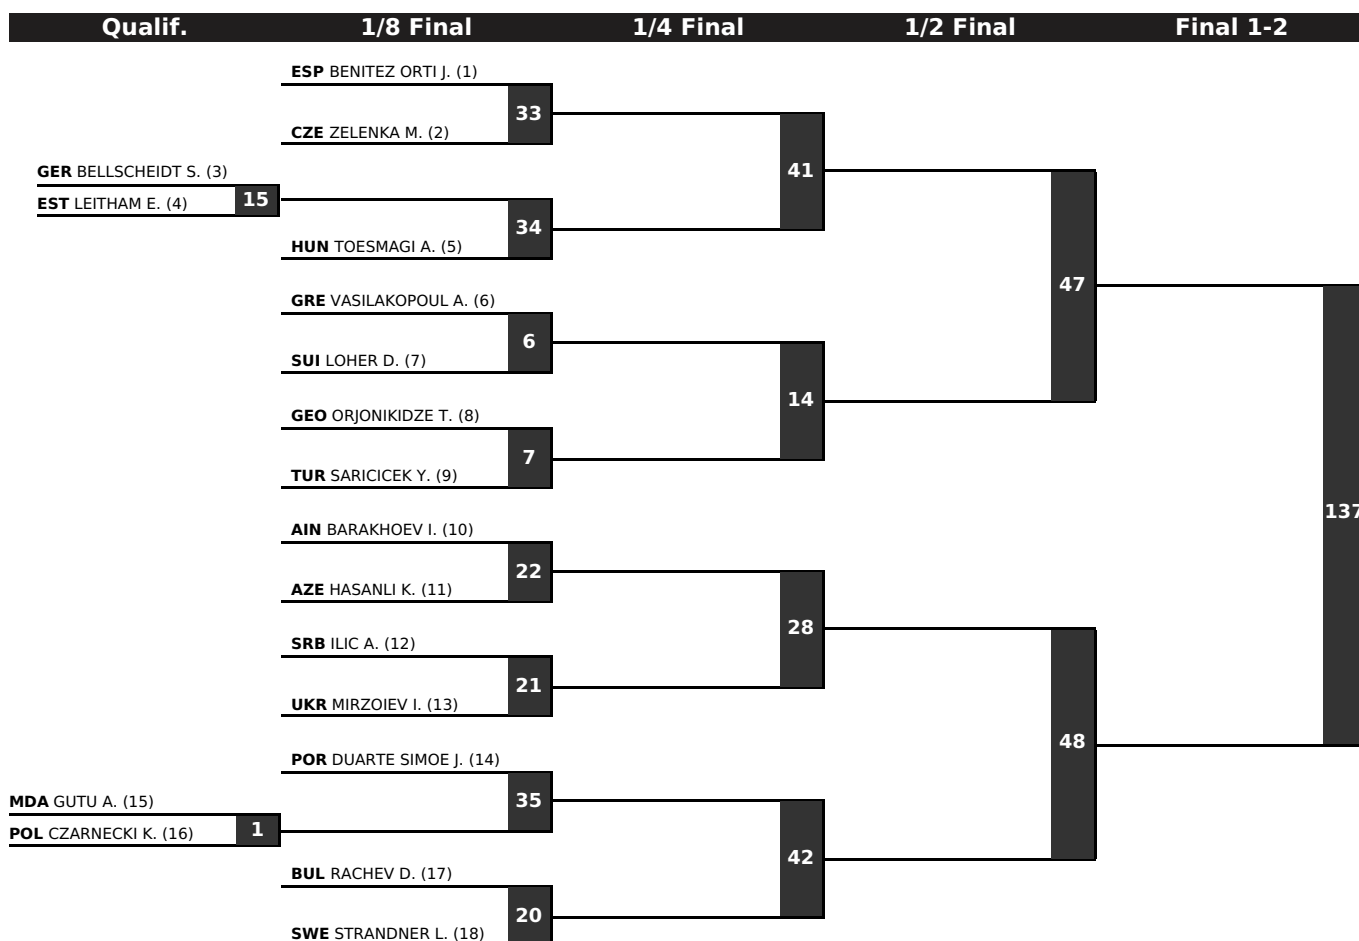 Qualif. 1/8 Final 1/4 Final 1/2 Final Final 1-2
ESP BENITEZ ORTI J. (1)
33
CZE ZELENKA M. (2)
41
GER BELLSCHEIDT S. (3)
EST LEITHAM E. (4)
15
34
HUN TOESMAGI A. (5)
47
GRE VASILAKOPOUL A. (6)
6
SUI LOHER D. (7)
14
GEO ORJONIKIDZE T. (8)
7
TUR SARICICEK Y. (9)
137
AIN BARAKHOEV I. (10)
22
AZE HASANLI K. (11)
28
SRB ILIC A. (12)
21
UKR MIRZOIEV I. (13)
48
POR DUARTE SIMOE J. (14)
35
MDA GUTU A. (15)
POL CZARNECKI K. (16)
1
42
BUL RACHEV D. (17)
20
SWE STRANDNER L. (18)